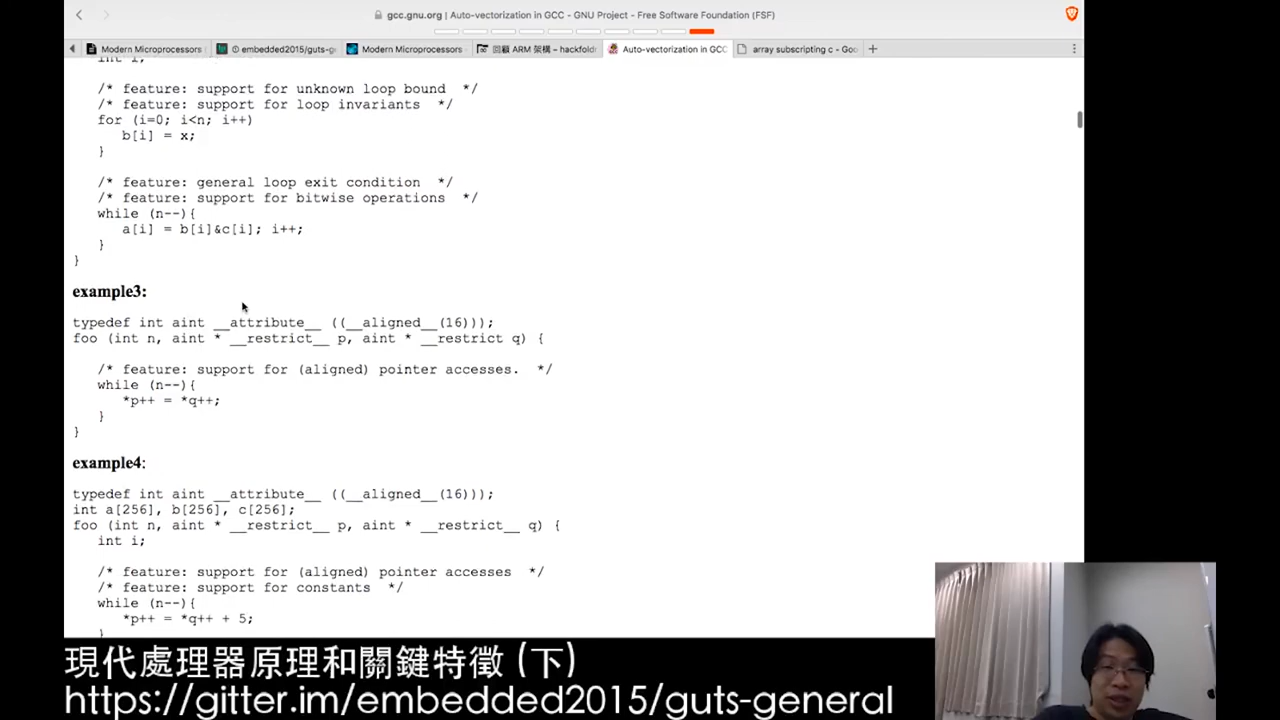 gcc.gnu.org | Auto-vectorization in GCC - GNU Project - Free Software Foundation (FSF)
Modern Microprocessors
embedded2015/guts-g
Modern Microprocessors
回顧 ARM 架構 - hackfold
Auto-vectorization in GCC
array subscripting c - Goo
int i;
/* feature: support for unknown loop bound  */
/* feature: support for loop invariants  */
for (i=0; i<n; i++)
b[i] = x;
}
/* feature: general loop exit condition  */
/* feature: support for bitwise operations  */
while (n--){
a[i] = b[i]&c[i]; i++;
}
}
example3:
typedef int aint __attribute__ ((__aligned__(16)));
foo (int n, aint * __restrict__ p, aint * __restrict q) {
/* feature: support for (aligned) pointer accesses.  */
while (n--){
*p++ = *q++;
}
}
example4:
typedef int aint __attribute__ ((__aligned__(16)));
int a[256], b[256], c[256];
foo (int n, aint * __restrict__ p, aint * __restrict__ q) {
int i;
/* feature: support for (aligned) pointer accesses  */
/* feature: support for constants  */
while (n--){
*p++ = *q++ + 5;
}
現代處理器原理和關鍵特徵 (下)
https://gitter.im/embedded2015/guts-general